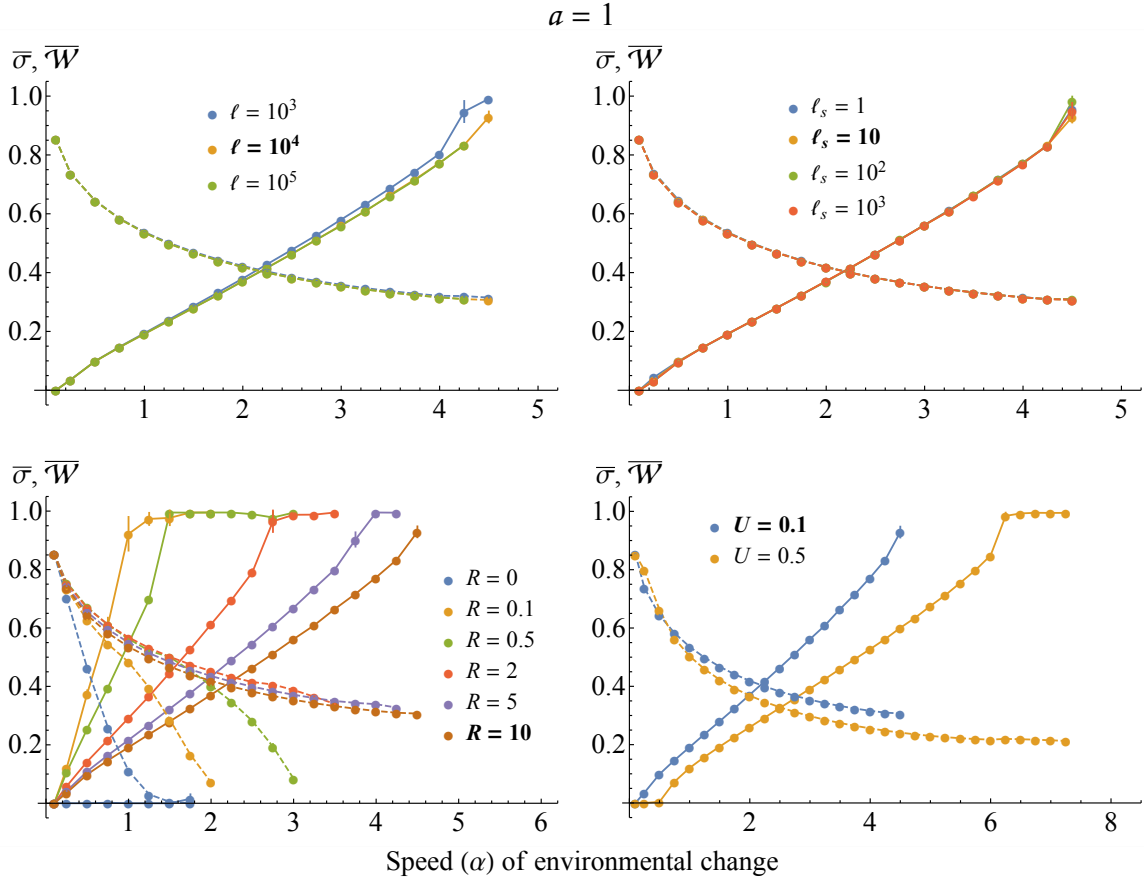 a = 1
σ̅, 𝒲̅
1.0
0.8
0.6
0.4
0.2
1 2 3 4 5
ℓ = 10³
ℓ = 10⁴
ℓ = 10⁵
σ̅, 𝒲̅
1.0
0.8
0.6
0.4
0.2
1 2 3 4 5
ℓₛ = 1
ℓₛ = 10
ℓₛ = 10²
ℓₛ = 10³
σ̅, 𝒲̅
1.0
0.8
0.6
0.4
0.2
1 2 3 4 5 6
R = 0
R = 0.1
R = 0.5
R = 2
R = 5
R = 10
σ̅, 𝒲̅
1.0
0.8
0.6
0.4
0.2
2 4 6 8
U = 0.1
U = 0.5
Speed (α) of environmental change